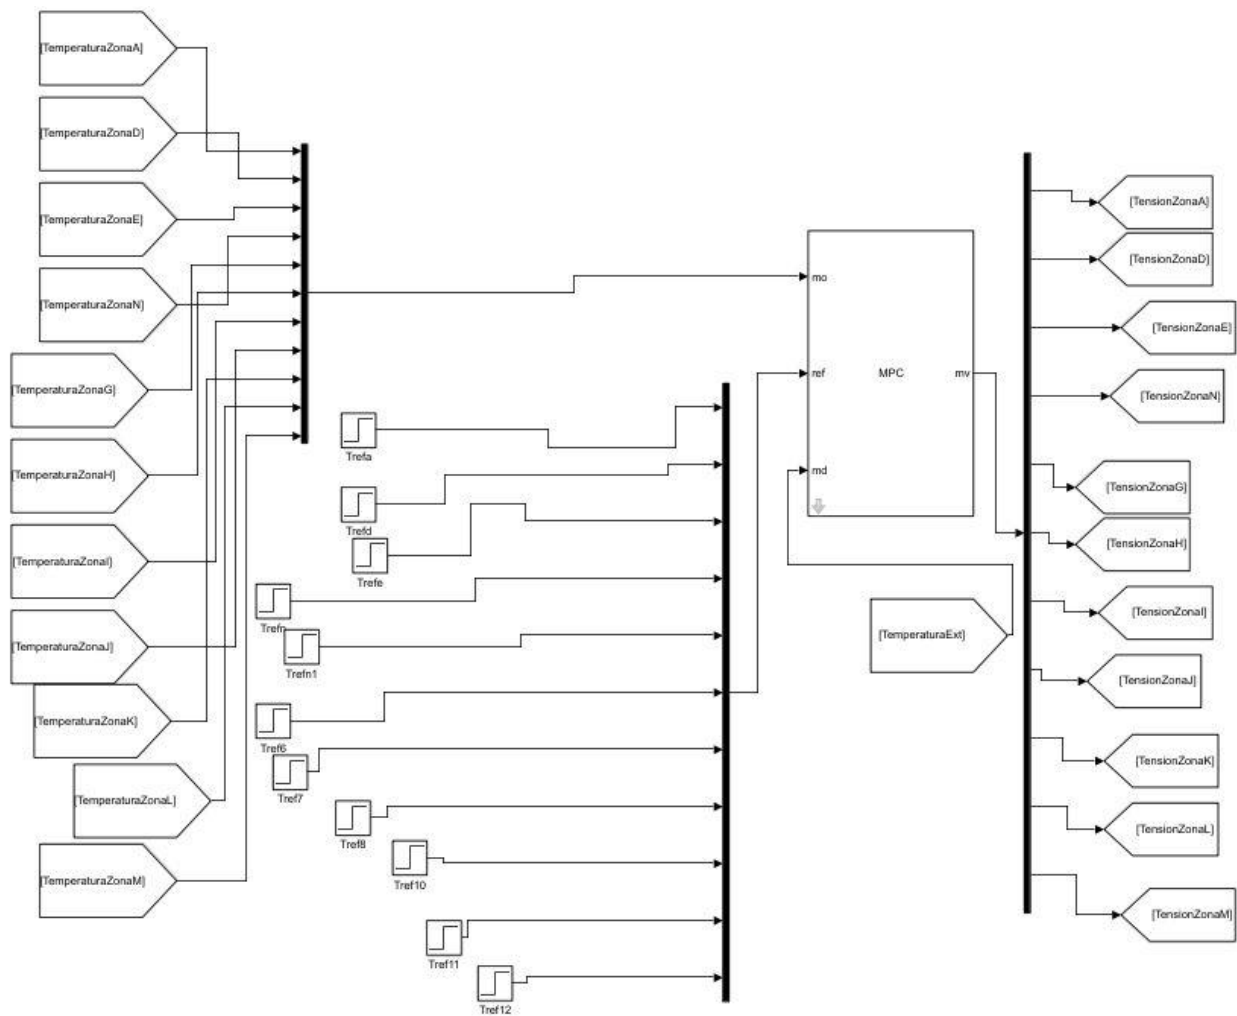 [TemperaturaZonaA]
[TemperaturaZonaD]
[TemperaturaZonaE]
[TemperaturaZonaN]
[TemperaturaZonaG]
[TemperaturaZonaH]
[TemperaturaZonaI]
[TemperaturaZonaJ]
[TemperaturaZonaK]
[TemperaturaZonaL]
[TemperaturaZonaM]
Trefa
Trefd
Trefe
Trefn
Trefn1
Tref6
Tref7
Tref8
Tref10
Tref11
Tref12
mo
ref
MPC
mv
md
[TemperaturaExt]
[TensionZonaA]
[TensionZonaD]
[TensionZonaE]
[TensionZonaN]
[TensionZonaG]
[TensionZonaH]
[TensionZonaI]
[TensionZonaJ]
[TensionZonaK]
[TensionZonaL]
[TensionZonaM]